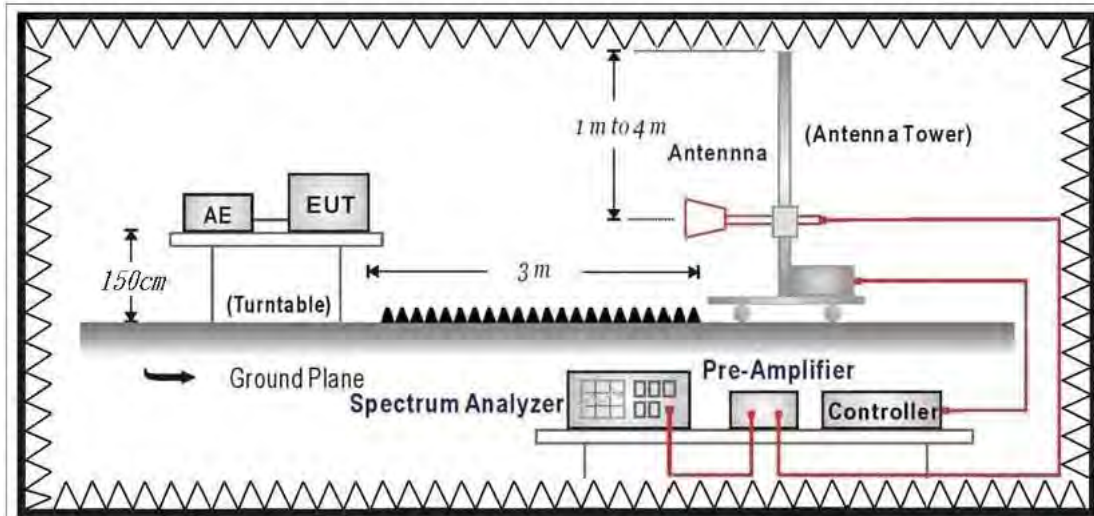 1 m to 4 m
(Antenna Tower)
Antennna
AE
EUT
150cm
3 m
(Turntable)
Ground Plane
Pre-Amplifier
Spectrum Analyzer
Controller